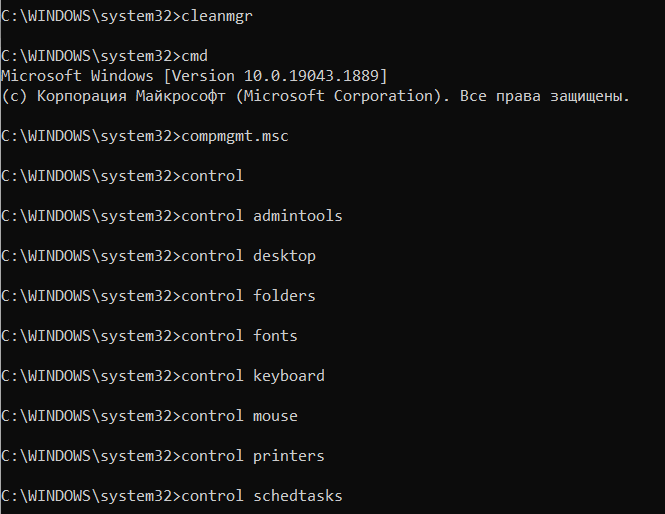 C:\WINDOWS\system32>cleanmgr
C:\WINDOWS\system32>cmd
Microsoft Windows [Version 10.0.19043.1889]
(c) Корпорация Майкрософт (Microsoft Corporation). Все права защищены.
C:\WINDOWS\system32>compmgmt.msc
C:\WINDOWS\system32>control
C:\WINDOWS\system32>control admintools
C:\WINDOWS\system32>control desktop
C:\WINDOWS\system32>control folders
C:\WINDOWS\system32>control fonts
C:\WINDOWS\system32>control keyboard
C:\WINDOWS\system32>control mouse
C:\WINDOWS\system32>control printers
C:\WINDOWS\system32>control schedtasks